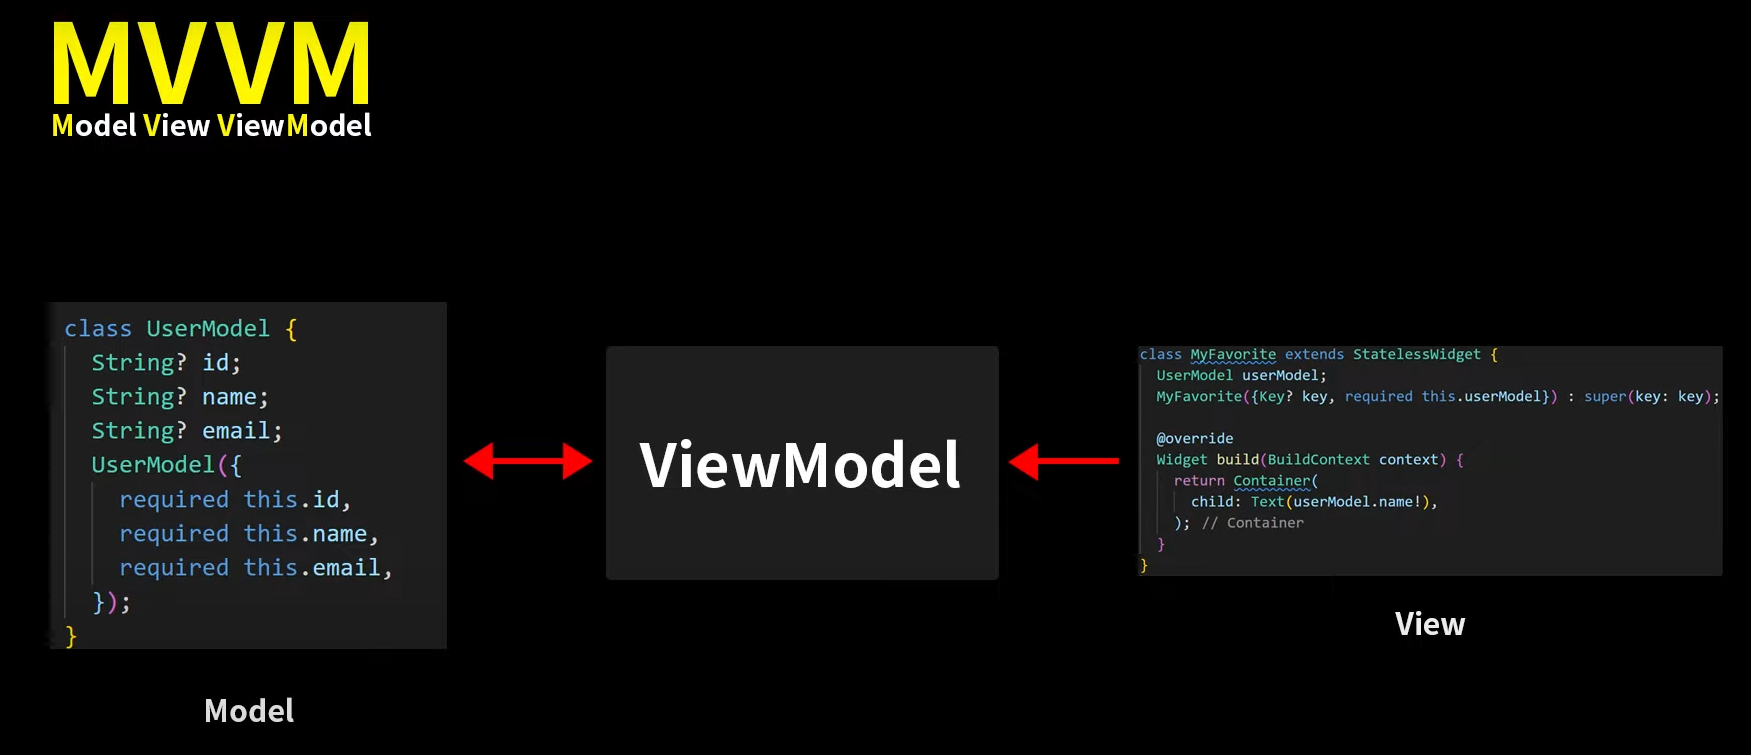 MVVM
Model View ViewModel
class UserModel {
String? id;
String? name;
String? email;
UserModel({
required this.id,
required this.name,
required this.email,
});
}
Model
ViewModel
class MyFavorite extends StatelessWidget {
UserModel userModel;
MyFavorite({Key? key, required this.userModel}) : super(key: key);
@override
Widget build(BuildContext context) {
return Container(
child: Text(userModel.name!),
); // Container
}
}
View